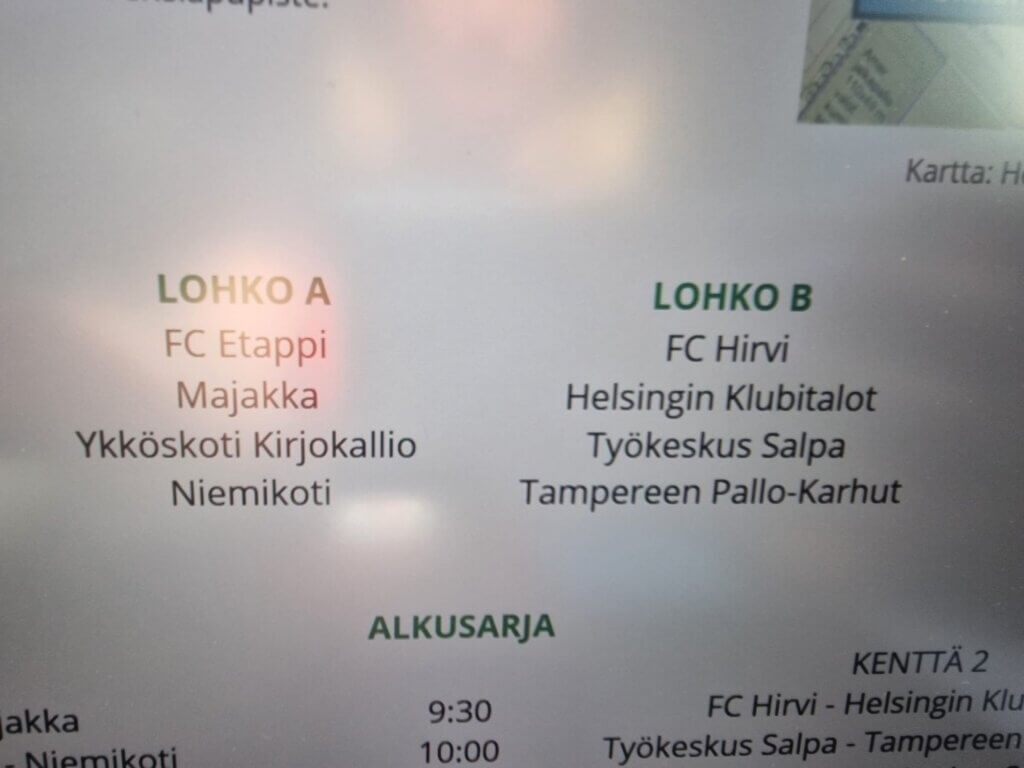 Kartta:
LOHKO A
FC Etappi
Majakka
Ykköskoti Kirjokallio
Niemikoti
LOHKO B
FC Hirvi
Helsingin Klubitalot
Työkeskus Salpa
Tampereen Pallo-Karhut
ALKUSARJA
KENTTÄ 2
jakka 9:30 FC Hirvi - Helsingin Klu
- Niemikoti 10:00 Työkeskus Salpa - Tampereen